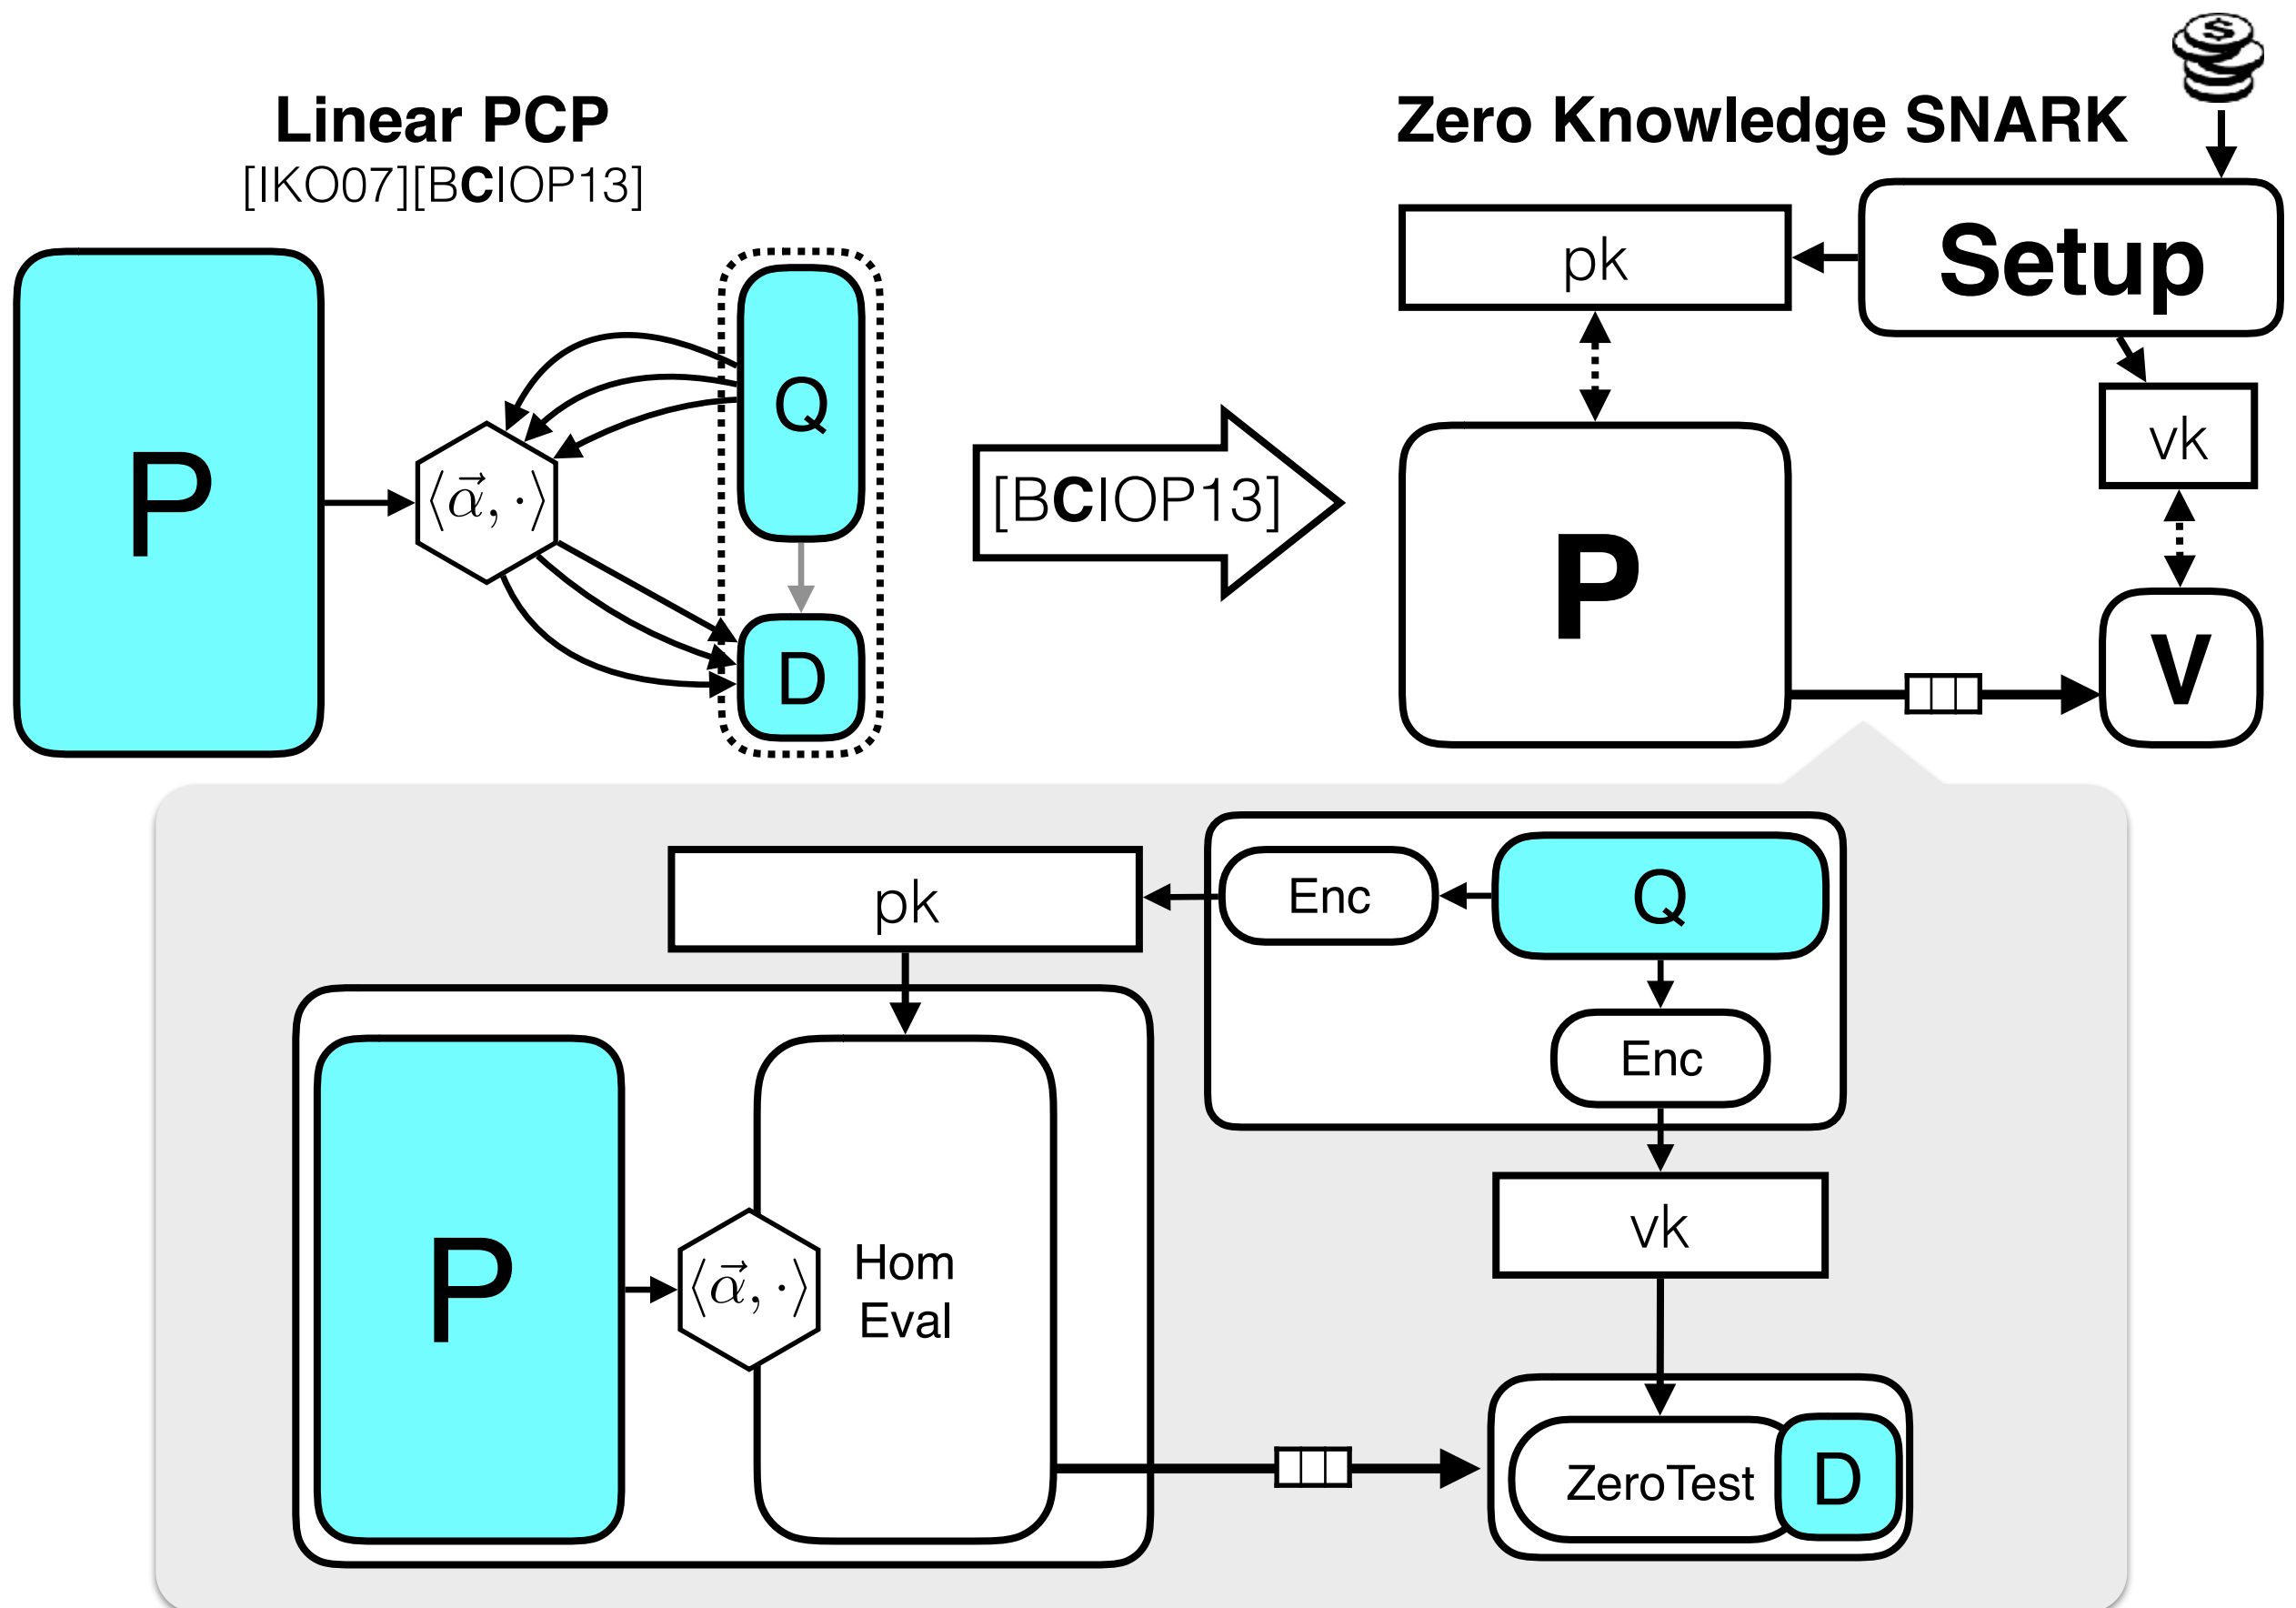 Linear PCP
[IKO07][BCIOP13]
P
⟨α⃗, ·⟩
Q
D
[BCIOP13]
Zero Knowledge SNARK
$
Setup
pk
vk
P
V
pk
Enc
Q
Enc
vk
P
⟨α⃗, ·⟩
Hom
Eval
ZeroTest
D